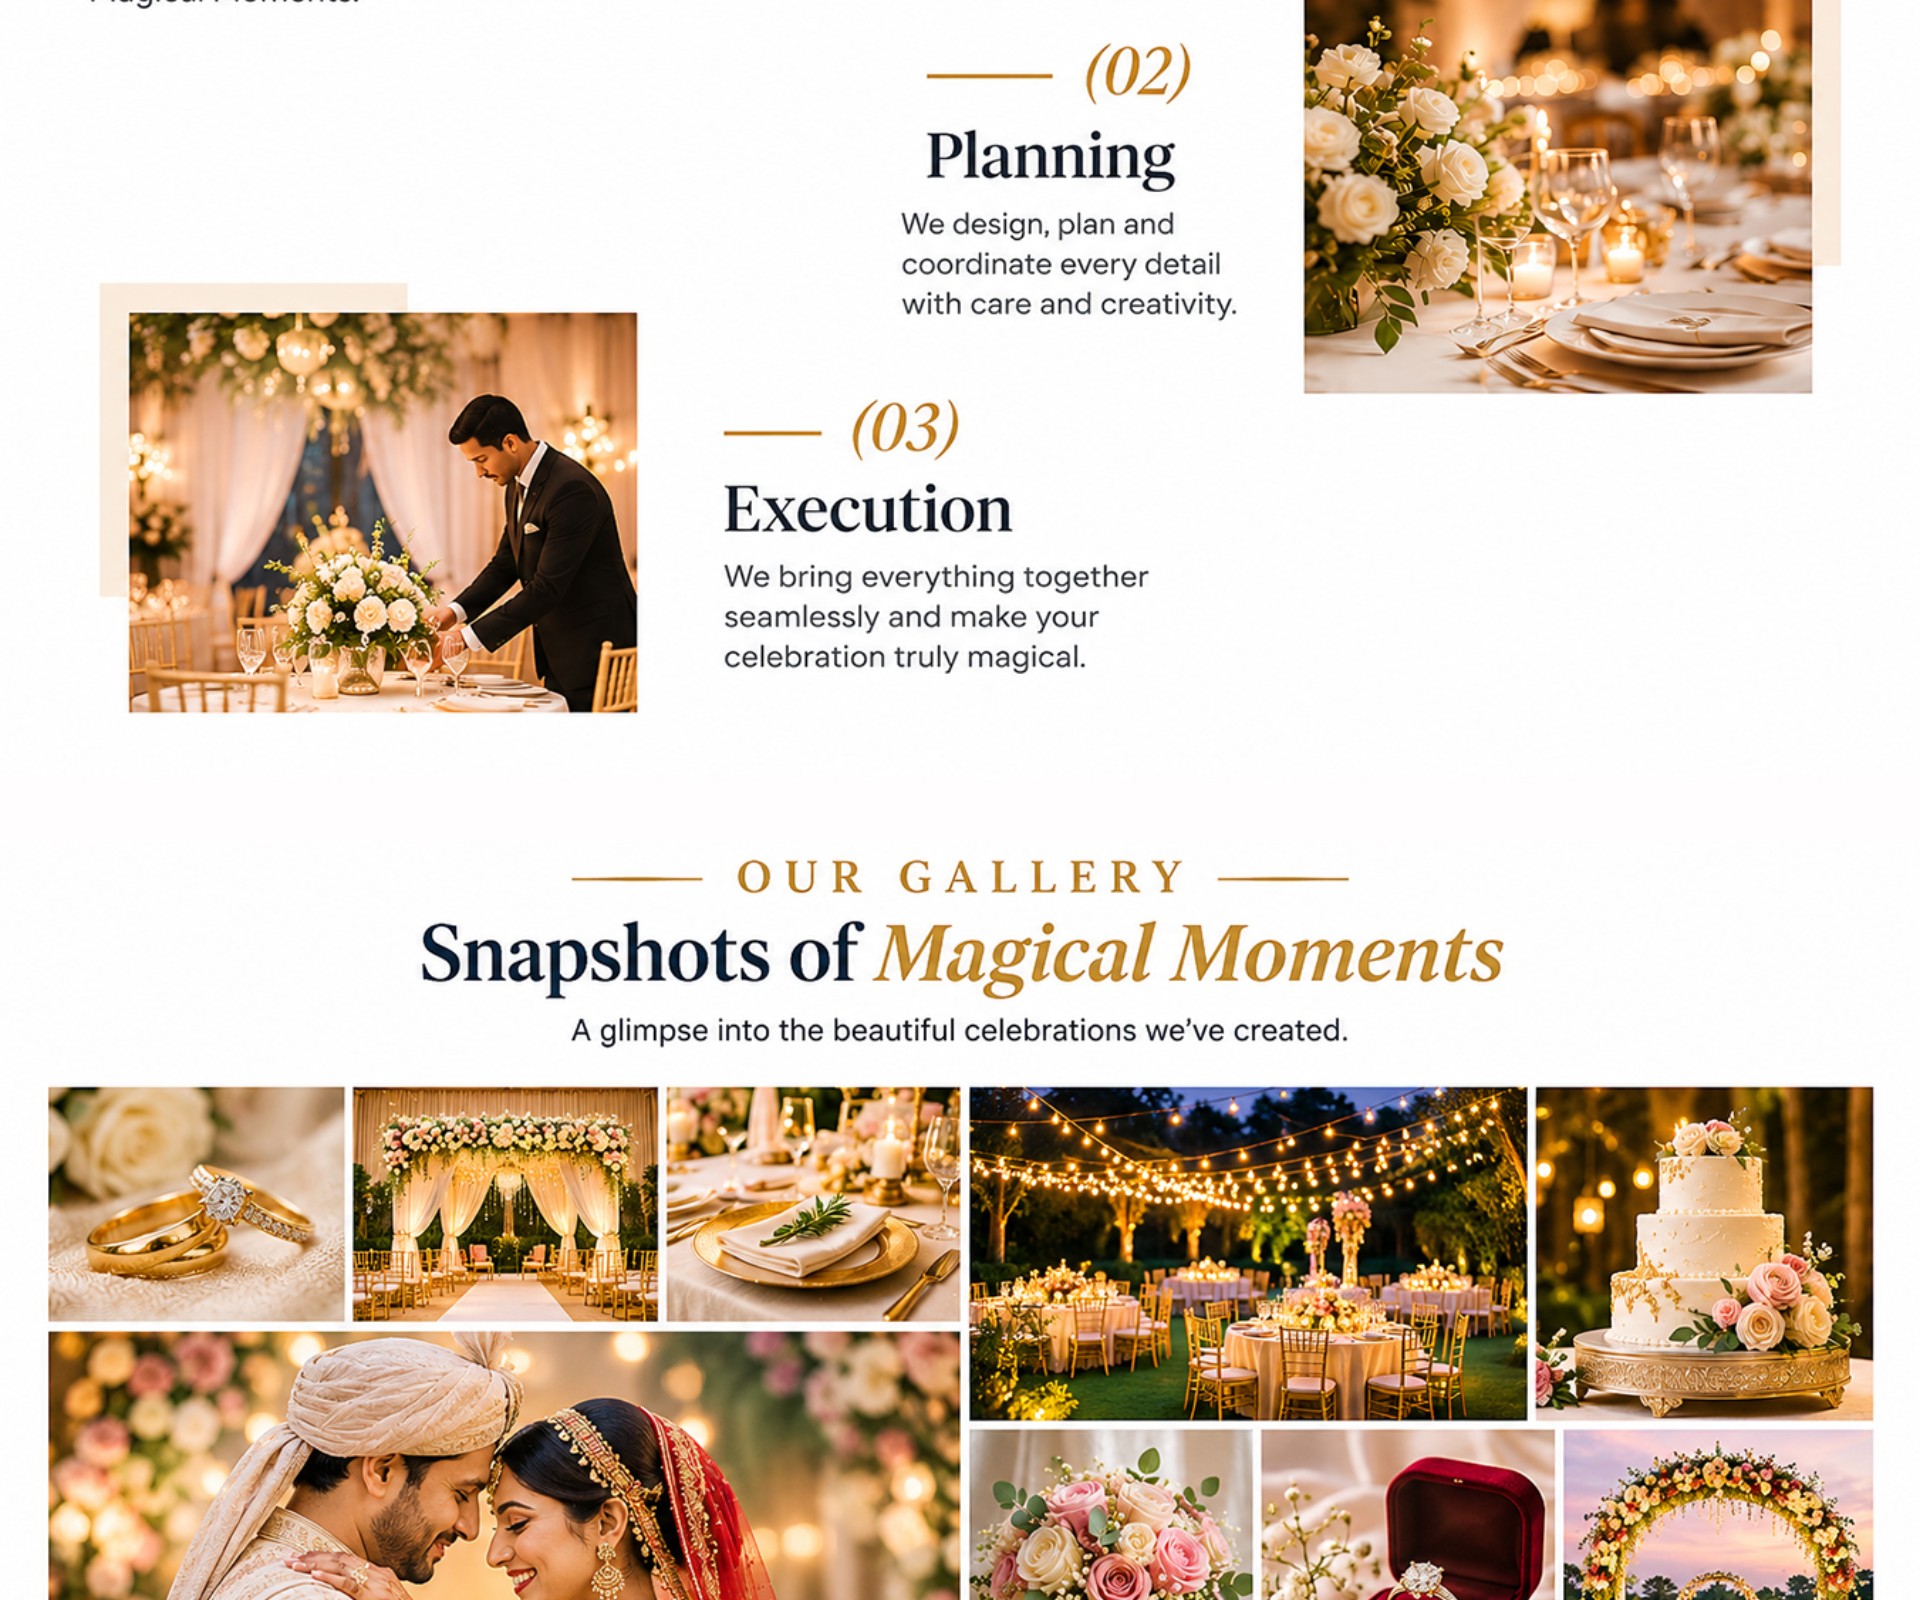 Magical Moments.
(02)
Planning
We design, plan and
coordinate every detail
with care and creativity.
(03)
Execution
We bring everything together
seamlessly and make your
celebration truly magical.
OUR GALLERY
Snapshots of Magical Moments
A glimpse into the beautiful celebrations we've created.